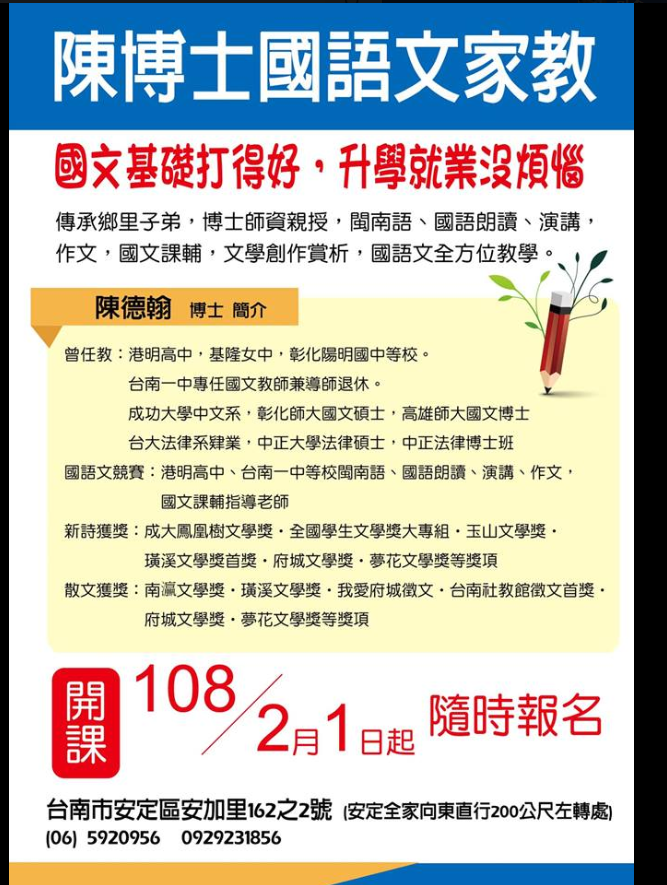 陳博士國語文家教
國文基礎打得好,升學就業沒煩惱
傳承鄉里子弟,博士師資親授,閩南語、國語朗讀、演講,
作文,國文課輔,文學創作賞析,國語文全方位教學。
陳德翰 博士 簡介
曾任教:港明高中,基隆女中,彰化陽明國中等校。
台南一中專任國文教師兼導師退休。
成功大學中文系,彰化師大國文碩士,高雄師大國文博士
台大法律系肄業,中正大學法律碩士,中正法律博士班
國語文競賽:港明高中、台南一中等校閩南語、國語朗讀、演講、作文,
國文課輔指導老師
新詩獲獎:成大鳳凰樹文學獎·全國學生文學獎大專組·玉山文學獎·
璜溪文學獎首獎·府城文學獎·夢花文學獎等獎項
散文獲獎:南瀛文學獎·璜溪文學獎·我愛府城徵文·台南社教館徵文首獎·
府城文學獎·夢花文學獎等獎項
開課 108/2月1日起 隨時報名
台南市安定區安加里162之2號 (安定全家向東直行200公尺左轉處)
(06) 5920956 0929231856